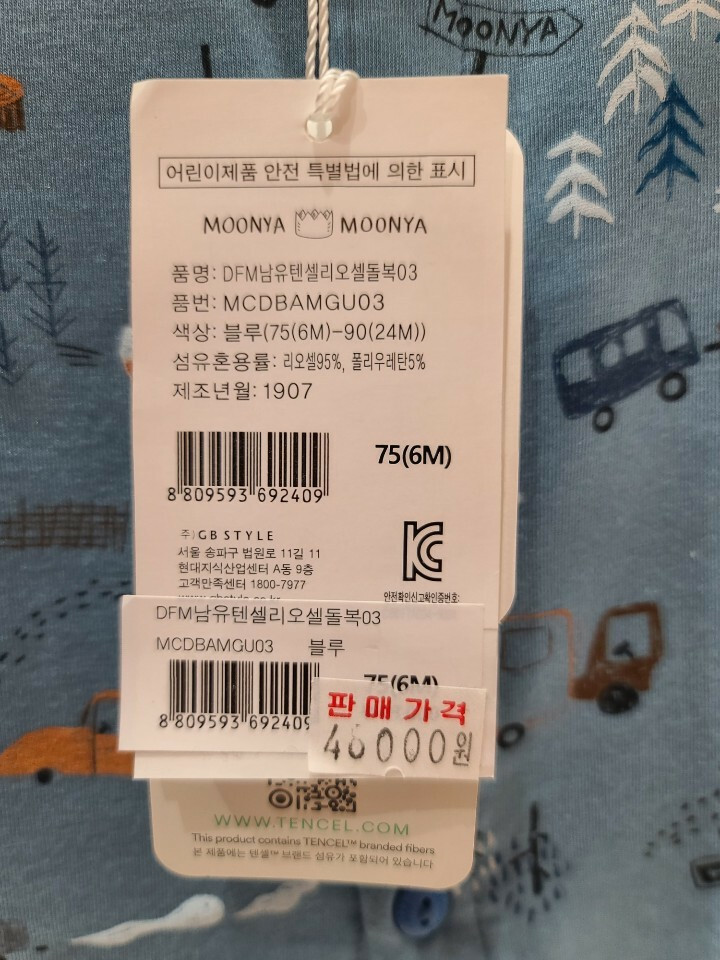 MOONYA
어린이제품 안전 특별법에 의한 표시
MOONYA MOONYA
품명: DFM남유텐셀리오셀돌복03
품번: MCDBAMGU03
색상: 블루(75(6M)-90(24M))
섬유혼용률: 리오셀95%, 폴리우레탄5%
제조년월: 1907
75(6M)
8 809593 692409
주) GB STYLE
서울 송파구 법원로 11길 11
현대지식산업센터 A동 9층
고객만족센터 1800-7977
안전확인신고확인증번호:
DFM남유텐셀리오셀돌복03
MCDBAMGU03 블루
75(6M)
8 809593 692409
판매가격
46000원
WWW.TENCEL.COM
This product contains TENCEL™ branded fibers
본 제품에는 텐셀™ 브랜드 섬유가 포함되어 있습니다